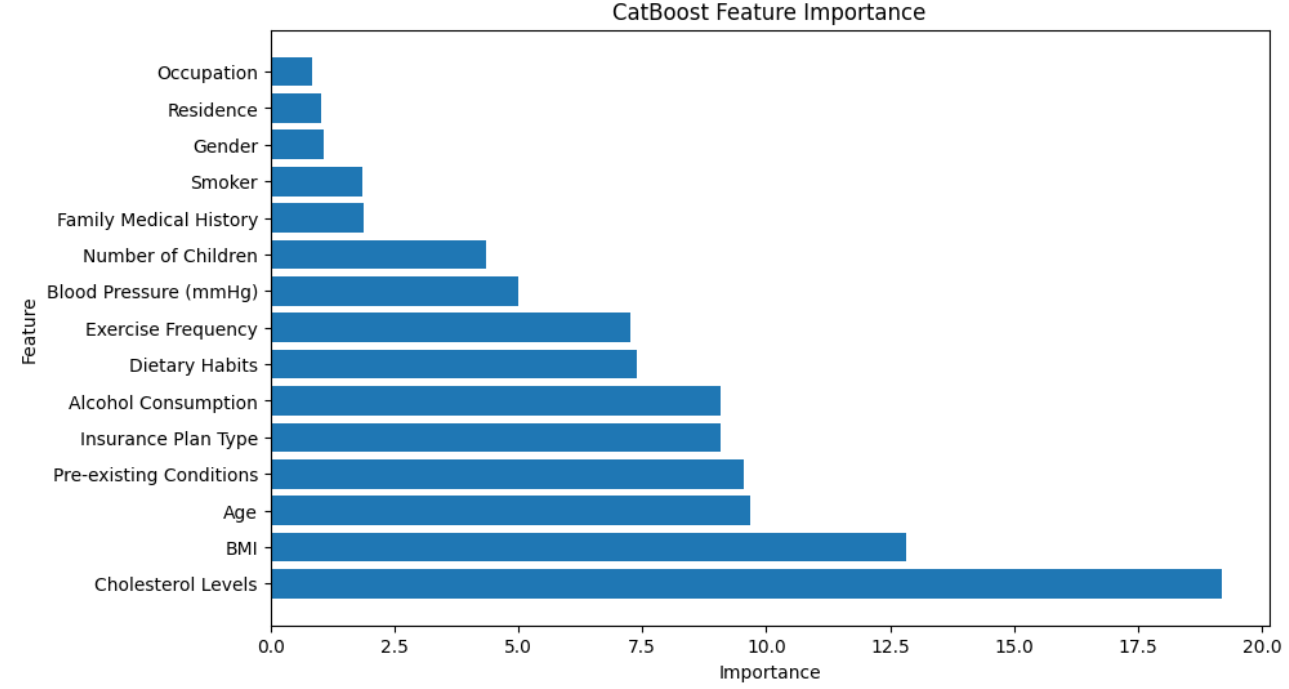 CatBoost Feature Importance
Occupation
Residence
Gender
Smoker
Family Medical History
Number of Children
Blood Pressure (mmHg)
Exercise Frequency
Dietary Habits
Alcohol Consumption
Insurance Plan Type
Pre-existing Conditions
Age
BMI
Cholesterol Levels
Feature
0.0 2.5 5.0 7.5 10.0 12.5 15.0 17.5 20.0
Importance